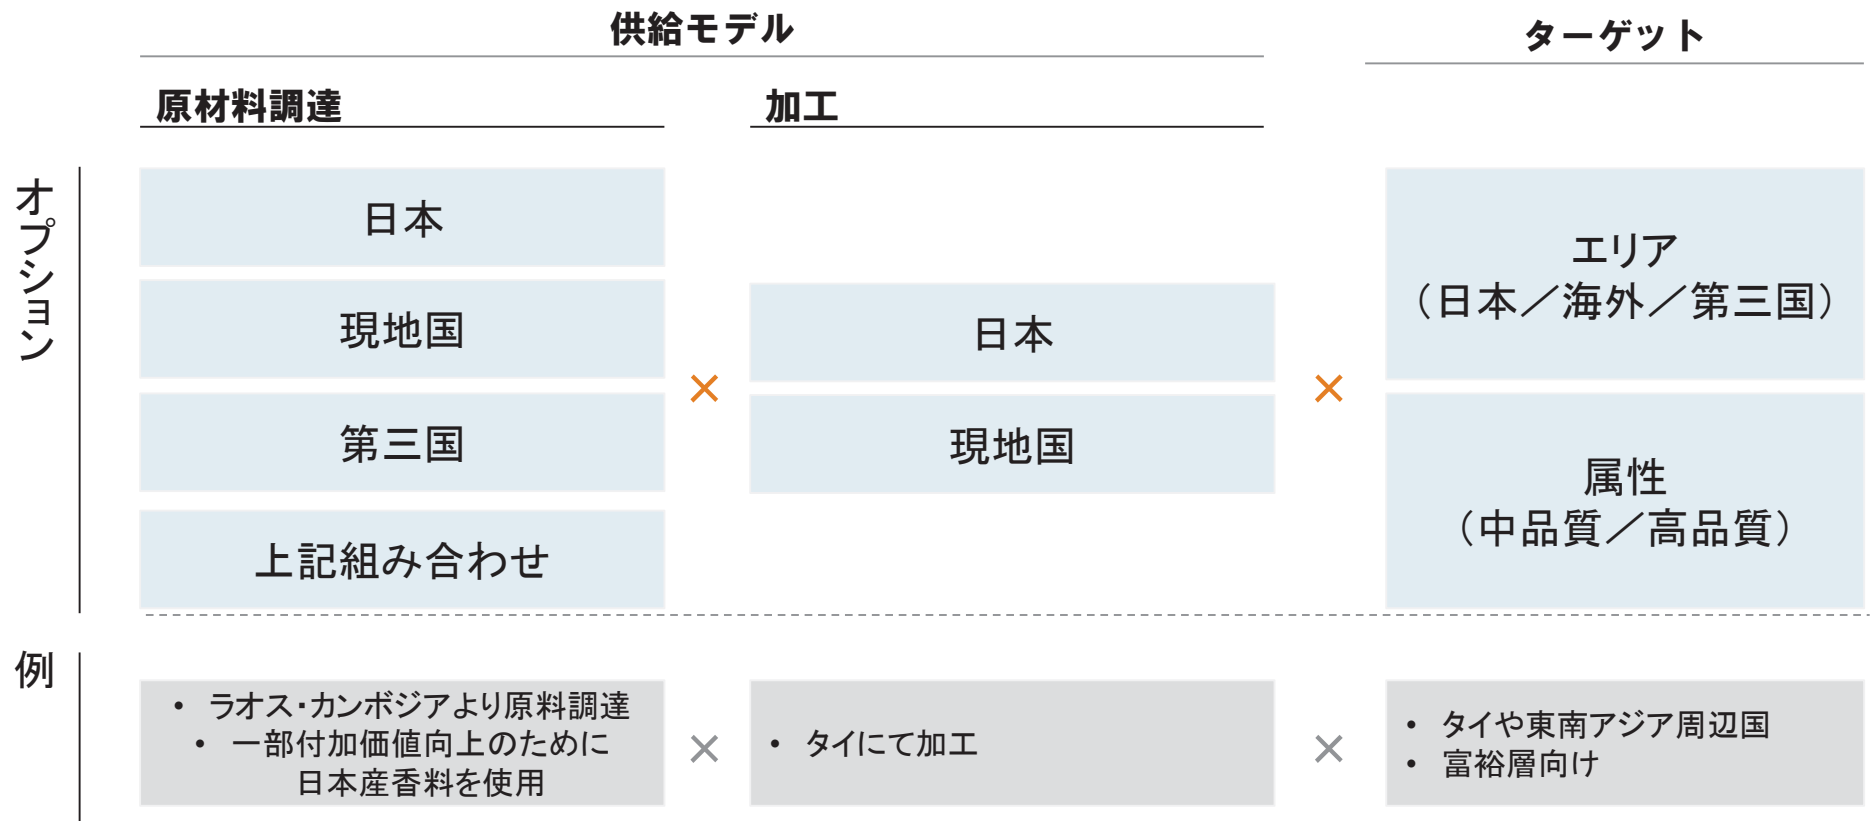 供給モデル
ターゲット
原材料調達
加工
オプション
日本
現地国
第三国
上記組み合わせ
×
日本
現地国
×
エリア
（日本／海外／第三国）
属性
（中品質／高品質）
例
• ラオス・カンボジアより原料調達
• 一部付加価値向上のために
日本産香料を使用
×
• タイにて加工
×
• タイや東南アジア周辺国
• 富裕層向け